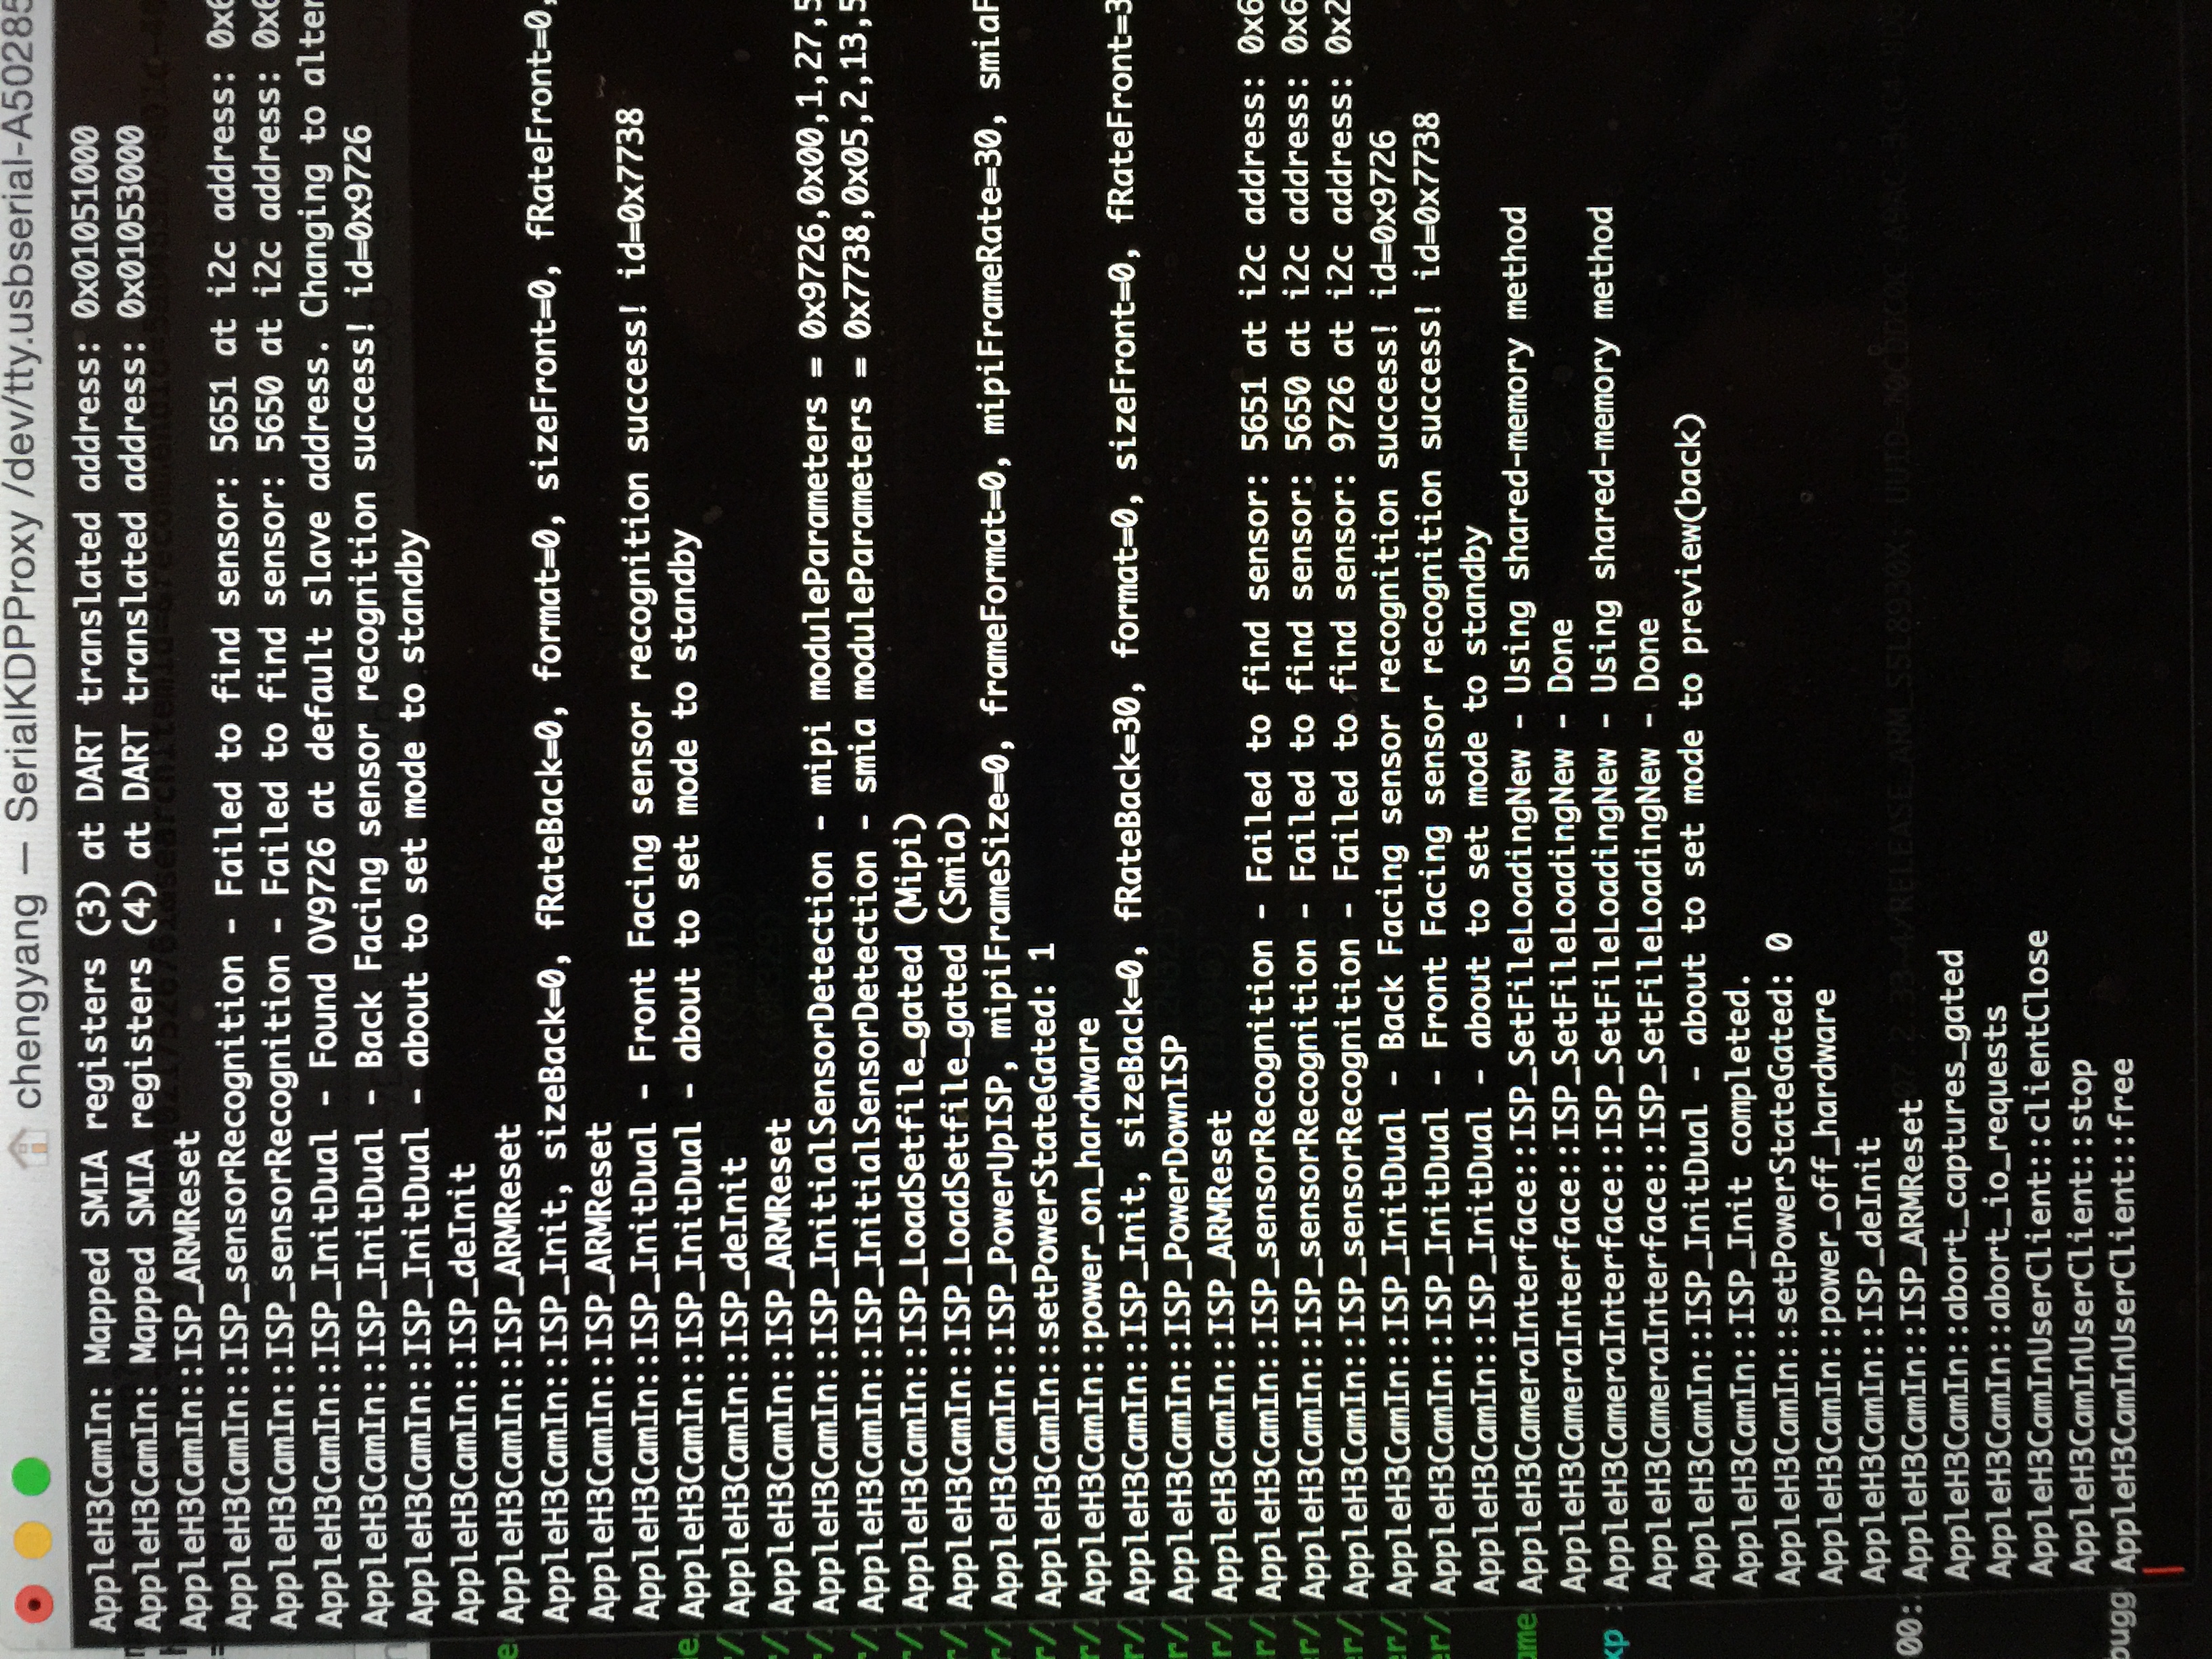 chengyang — SerialKDPProxy /dev/tty.usbserial-A50285
AppleH3CamIn: Mapped SMIA registers (3) at DART translated address: 0x01051000
AppleH3CamIn: Mapped SMIA registers (4) at DART translated address: 0x01053000
AppleH3CamIn::ISP_ARMReset
AppleH3CamIn::ISP_sensorRecognition - Failed to find sensor: 5651 at i2c address: 0x6
AppleH3CamIn::ISP_sensorRecognition - Failed to find sensor: 5650 at i2c address: 0x6
AppleH3CamIn::ISP_InitDual - Found OV9726 at default slave address. Changing to alter
AppleH3CamIn::ISP_InitDual - Back Facing sensor recognition success! id=0x9726
AppleH3CamIn::ISP_InitDual - about to set mode to standby
AppleH3CamIn::ISP_deInit
AppleH3CamIn::ISP_ARMReset
AppleH3CamIn::ISP_Init, sizeBack=0, fRateBack=0, format=0, sizeFront=0, fRateFront=0,
AppleH3CamIn::ISP_ARMReset
AppleH3CamIn::ISP_InitDual - Front Facing sensor recognition success! id=0x7738
AppleH3CamIn::ISP_InitDual - about to set mode to standby
AppleH3CamIn::ISP_deInit
AppleH3CamIn::ISP_ARMReset
AppleH3CamIn::ISP_InitialSensorDetection - mipi moduleParameters = 0x9726,0x00,1,27,5
AppleH3CamIn::ISP_InitialSensorDetection - smia moduleParameters = 0x7738,0x05,2,13,5
AppleH3CamIn::ISP_LoadSetfile_gated (Mipi)
AppleH3CamIn::ISP_LoadSetfile_gated (Smia)
AppleH3CamIn::ISP_PowerUpISP, mipiFrameSize=0, frameFormat=0, mipiFrameRate=30, smiaF
AppleH3CamIn::setPowerStateGated: 1
AppleH3CamIn::power_on_hardware
AppleH3CamIn::ISP_Init, sizeBack=0, fRateBack=30, format=0, sizeFront=0, fRateFront=3
AppleH3CamIn::ISP_PowerDownISP
AppleH3CamIn::ISP_ARMReset
AppleH3CamIn::ISP_sensorRecognition - Failed to find sensor: 5651 at i2c address: 0x6
AppleH3CamIn::ISP_sensorRecognition - Failed to find sensor: 5650 at i2c address: 0x6
AppleH3CamIn::ISP_sensorRecognition - Failed to find sensor: 9726 at i2c address: 0x2
AppleH3CamIn::ISP_InitDual - Back Facing sensor recognition success! id=0x9726
AppleH3CamIn::ISP_InitDual - Front Facing sensor recognition success! id=0x7738
AppleH3CamIn::ISP_InitDual - about to set mode to standby
AppleH3CameraInterface::ISP_SetFileLoadingNew - Using shared-memory method
AppleH3CameraInterface::ISP_SetFileLoadingNew - Done
AppleH3CameraInterface::ISP_SetFileLoadingNew - Using shared-memory method
AppleH3CameraInterface::ISP_SetFileLoadingNew - Done
AppleH3CamIn::ISP_InitDual - about to set mode to preview(back)
AppleH3CamIn::ISP_Init completed.
AppleH3CamIn::setPowerStateGated: 0
AppleH3CamIn::power_off_hardware
AppleH3CamIn::ISP_deInit
00: AppleH3CamIn::ISP_ARMReset
AppleH3CamIn::abort_captures_gated
AppleH3CamIn::abort_io_requests
AppleH3CamInUserClient::clientClose
AppleH3CamInUserClient::stop
bugg AppleH3CamInUserClient::free